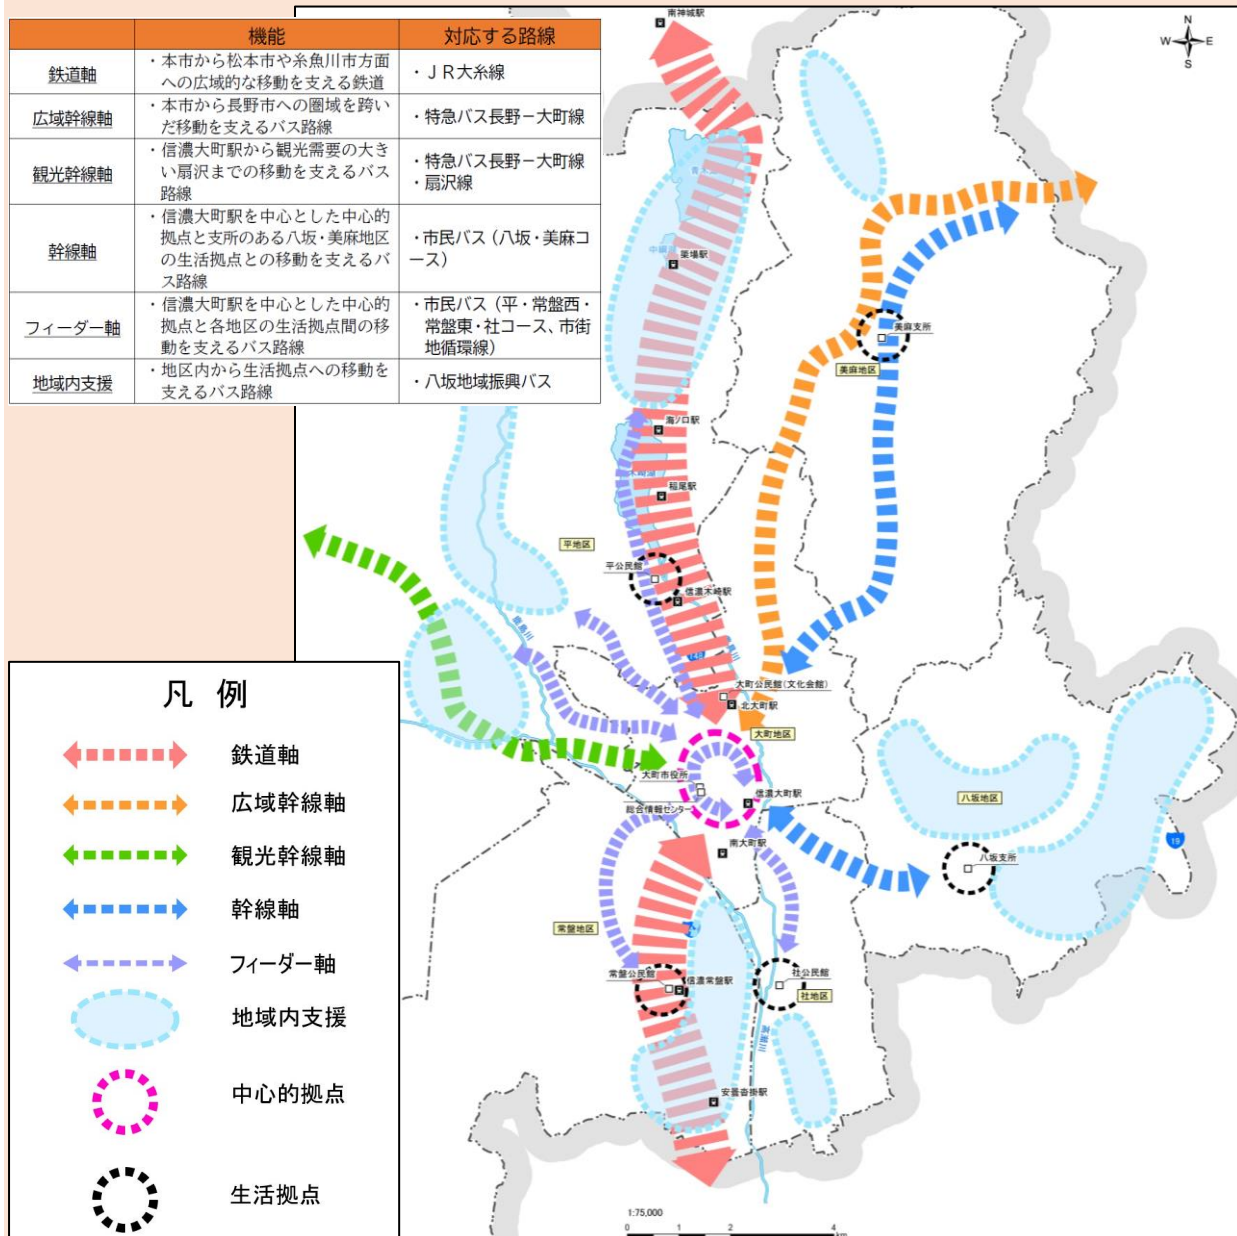 機能
対応する路線
鉄道軸
・本市から松本市や糸魚川市方面
への広域的な移動を支える鉄道
・ＪＲ大糸線
広域幹線軸
・本市から長野市への圏域を跨い
だ移動を支えるバス路線
・特急バス長野－大町線
観光幹線軸
・信濃大町駅から観光需要の大き
い扇沢までの移動を支えるバス
路線
・特急バス長野－大町線
・扇沢線
幹線軸
・信濃大町駅を中心とした中心的
拠点と支所のある八坂・美麻地区
の生活拠点との移動を支えるバ
ス路線
・市民バス（八坂・美麻コ
ース）
フィーダー軸
・信濃大町駅を中心とした中心的
拠点と各地区の生活拠点間の移
動を支えるバス路線
・市民バス（平・常盤西・
常盤東・社コース、市街
地循環線）
地域内支援
・地区内から生活拠点への移動を
支えるバス路線
・八坂地域振興バス
南神城駅
N
W
E
S
簗場駅
美麻支所
美麻地区
海ノ口駅
稲尾駅
平地区
平公民館
信濃木崎駅
鹿島川
148
大町公民館(文化会館)
北大町駅
大町地区
大町市役所
信濃大町駅
総合情報センター
南大町駅
八坂地区
19
八坂支所
常盤地区
常盤公民館
信濃常盤駅
社公民館
社地区
高瀬川
安曇沓掛駅
凡 例
鉄道軸
広域幹線軸
観光幹線軸
幹線軸
フィーダー軸
地域内支援
中心的拠点
生活拠点
1:75,000
0 1 2 4
km